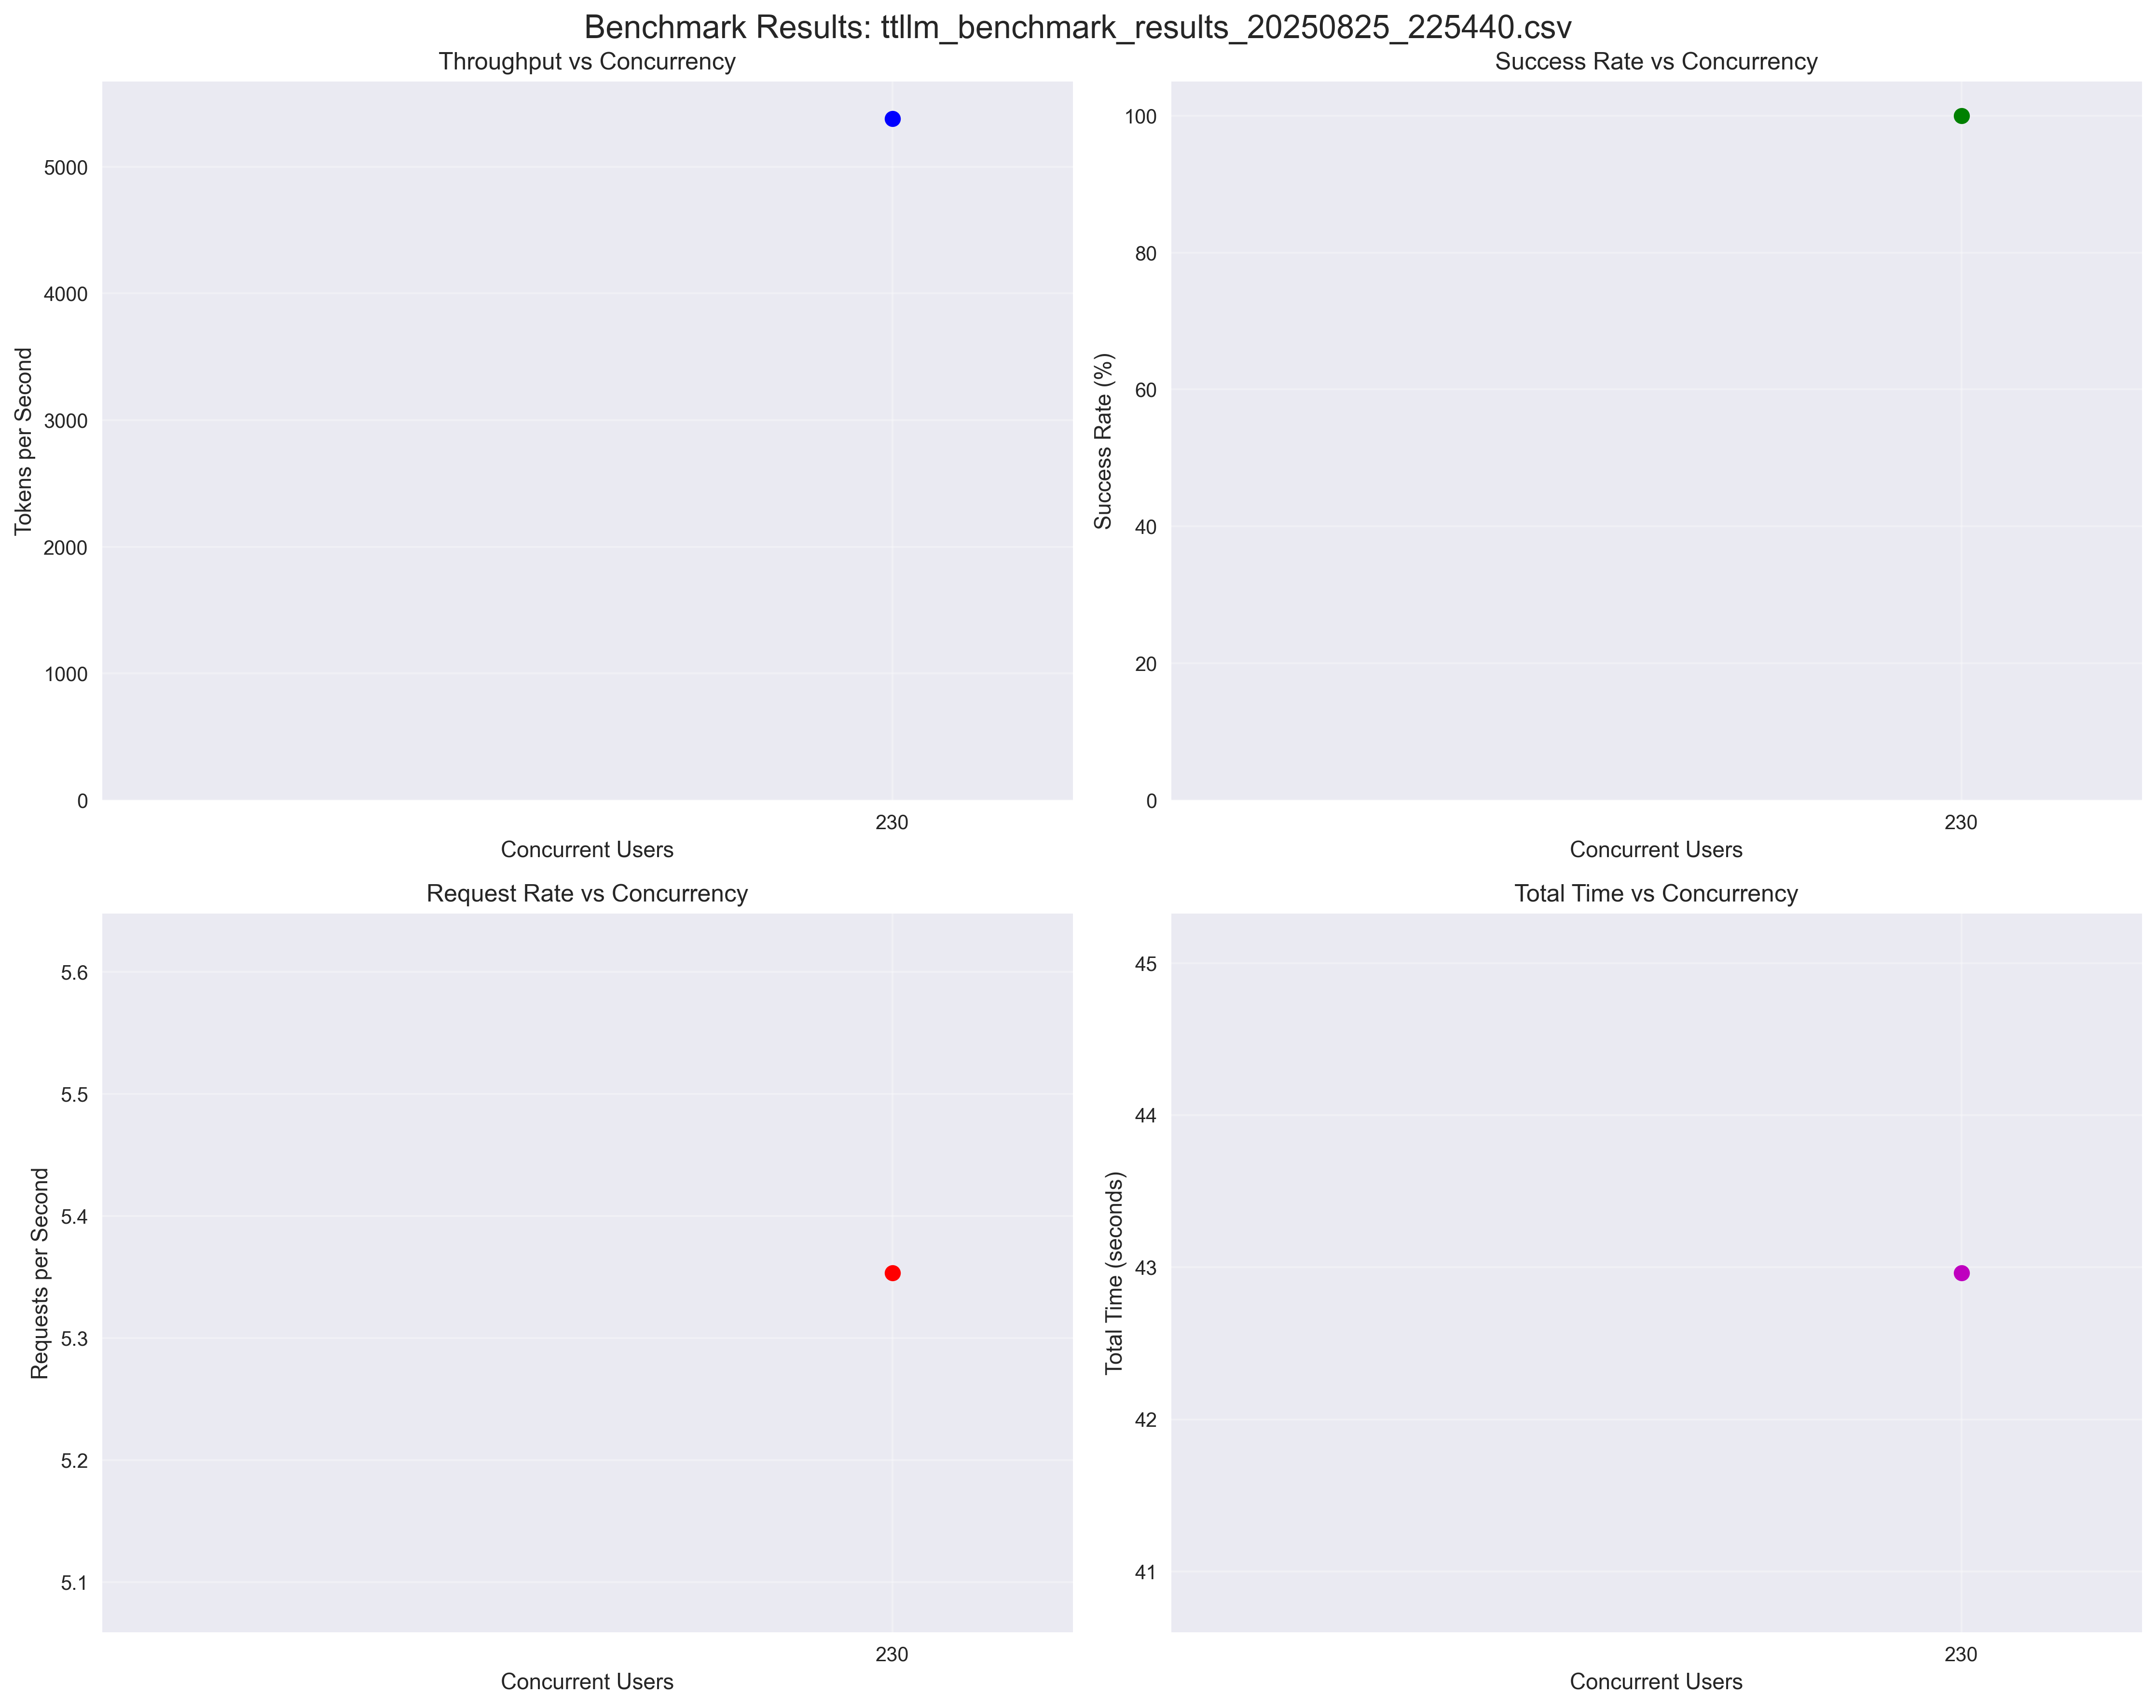 Benchmark Results: ttllm_benchmark_results_20250825_225440.csv
Throughput vs Concurrency
5000
4000
3000
2000
1000
0
Tokens per Second
230
Concurrent Users
Success Rate vs Concurrency
100
80
60
40
20
0
Success Rate (%)
230
Concurrent Users
Request Rate vs Concurrency
5.6
5.5
5.4
5.3
5.2
5.1
Requests per Second
230
Concurrent Users
Total Time vs Concurrency
45
44
43
42
41
Total Time (seconds)
230
Concurrent Users